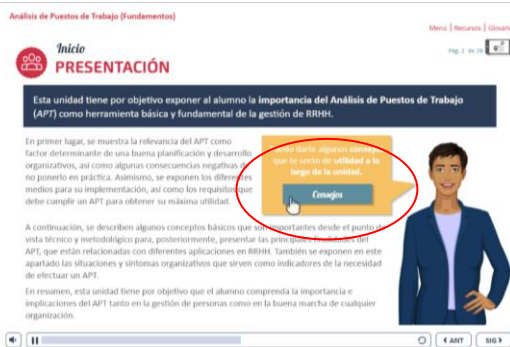 Análisis de Puestos de Trabajo (Fundamentos)
Menú | Recursos | Glosario
Pág. 2 de 26
Inicio
PRESENTACIÓN
Esta unidad tiene por objetivo exponer al alumno la importancia del Análisis de Puestos de Trabajo
(APT) como herramienta básica y fundamental de la gestión de RRHH.
En primer lugar, se muestra la relevancia del APT como
factor determinante de una buena planificación y desarrollo
organizativos, así como algunas consecuencias negativas de
no ponerlo en práctica. Asimismo, se exponen los diferentes
medios para su implementación, así como los requisitos que
debe cumplir un APT para obtener su máxima utilidad.
darte algunos consejos
que te serán de utilidad a lo
largo de la unidad.
Consejos
A continuación, se describen algunos conceptos básicos que son importantes desde el punto de
vista técnico y metodológico para, posteriormente, presentar las principales finalidades del
APT, que están relacionadas con diferentes aplicaciones en RRHH. También se exponen en este
apartado las situaciones y síntomas organizativos que sirven como indicadores de la necesidad
de efectuar un APT.
En resumen, esta unidad tiene por objetivo que el alumno comprenda la importancia e
implicaciones del APT tanto en la gestión de personas como en la buena marcha de cualquier
organización.
ANT
SIG